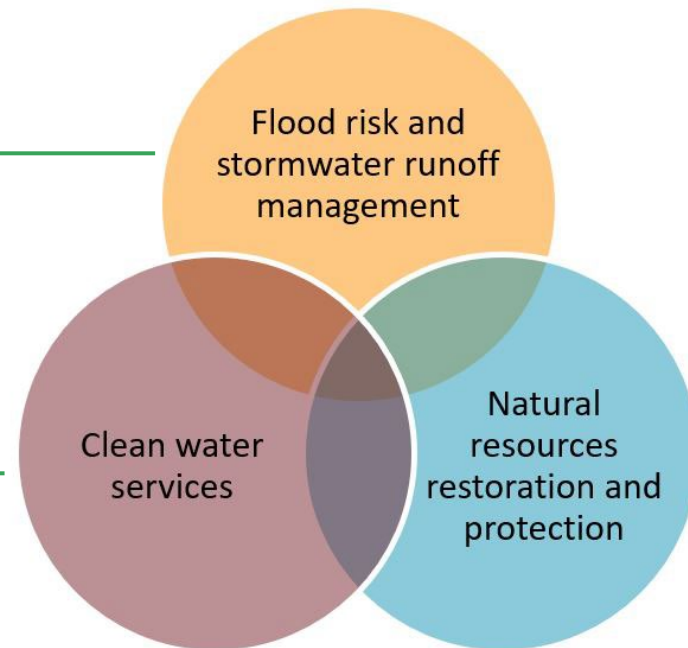 Flood risk and
stormwater runoff
management
Clean water
services
Natural
resources
restoration and
protection